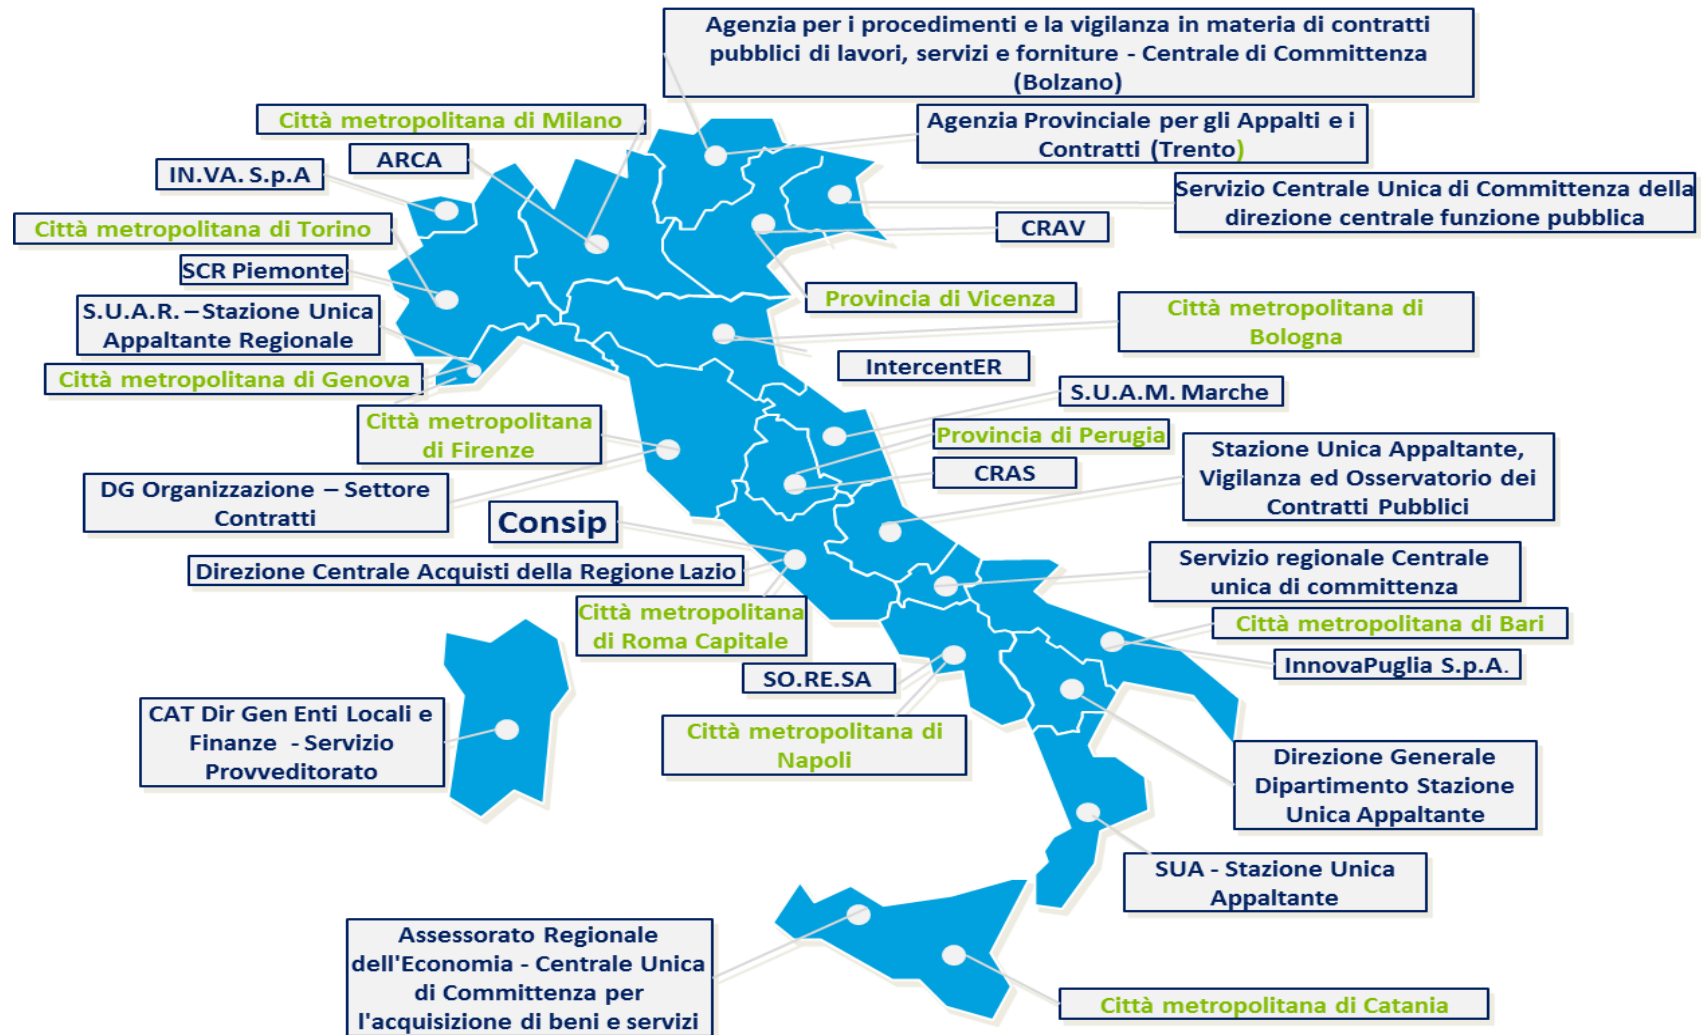 Agenzia per i procedimenti e la vigilanza in materia di contratti
pubblici di lavori, servizi e forniture - Centrale di Committenza
(Bolzano)
Città metropolitana di Milano
Agenzia Provinciale per gli Appalti e i
Contratti (Trento)
ARCA
IN.VA. S.p.A
Servizio Centrale Unica di Committenza della
direzione centrale funzione pubblica
Città metropolitana di Torino
CRAV
SCR Piemonte
Provincia di Vicenza
S.U.A.R. – Stazione Unica
Appaltante Regionale
Città metropolitana di
Bologna
IntercentER
Città metropolitana di Genova
S.U.A.M. Marche
Città metropolitana
di Firenze
Provincia di Perugia
CRAS
Stazione Unica Appaltante,
Vigilanza ed Osservatorio dei
Contratti Pubblici
DG Organizzazione – Settore
Contratti
Consip
Direzione Centrale Acquisti della Regione Lazio
Servizio regionale Centrale
unica di committenza
Città metropolitana
di Roma Capitale
Città metropolitana di Bari
InnovaPuglia S.p.A.
SO.RE.SA
CAT Dir Gen Enti Locali e
Finanze - Servizio
Provveditorato
Città metropolitana di
Napoli
Direzione Generale
Dipartimento Stazione
Unica Appaltante
SUA - Stazione Unica
Appaltante
Assessorato Regionale
dell'Economia - Centrale Unica
di Committenza per
l'acquisizione di beni e servizi
Città metropolitana di Catania